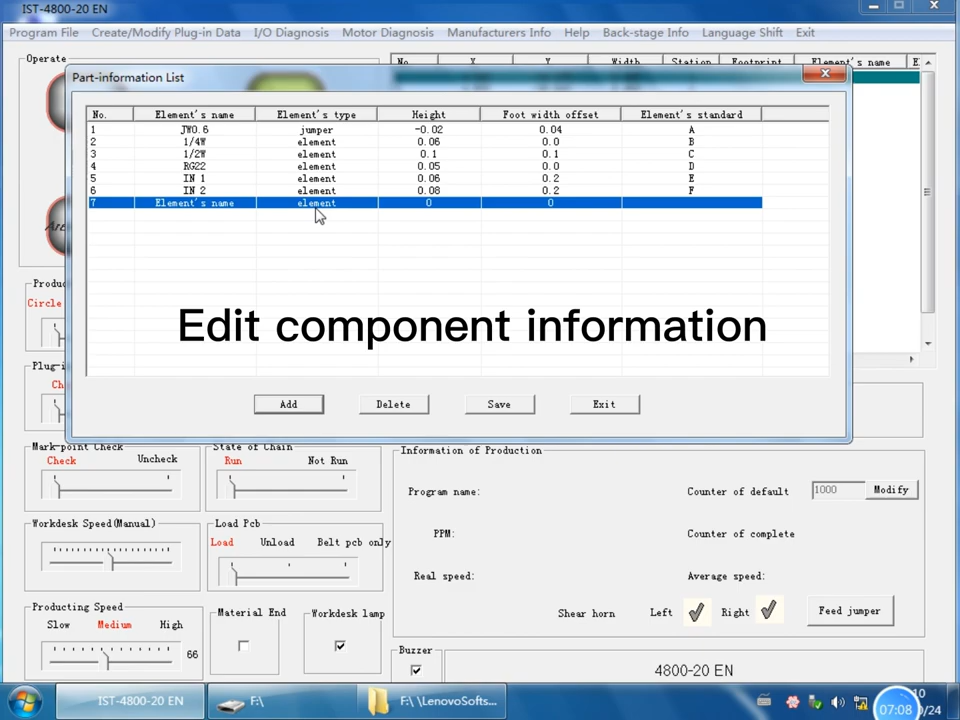 IST-4800-20 EN
Program File Create/Modify Plug-in Data I/O Diagnosis Motor Diagnosis Manufacturers Info Help Back-stage Info Language Shift Exit
Operate
No. X Y Width Station Footprint Element's name
Part-information List
No. Element's name Element's type Height Foot width offset Element's standard
1 JW0.6 jumper -0.02 0.04 A
2 1/4W element 0.06 0.0 B
3 1/2W element 0.1 0.1 C
4 RG22 element 0.05 0.0 D
5 IN 1 element 0.06 0.2 E
6 IN 2 element 0.08 0.2 F
7 Element's name element 0 0
Edit component information
Add Delete Save Exit
Circle
Mark-point Check
Check Uncheck
State of Chain
Run Not Run
Information of Production
Program name:
Counter of default 1000 Modify
Workdesk Speed(Manual)
Load Pcb
Load Unload Belt pcb only
PPM:
Counter of complete
Real speed:
Average speed:
Producting Speed
Slow Medium High
66
Material End
Workdesk lamp
Shear horn Left Right Feed jumper
Buzzer
4800-20 EN
IST-4800-20 EN F:\ F:\LenovoSofts...
07:08